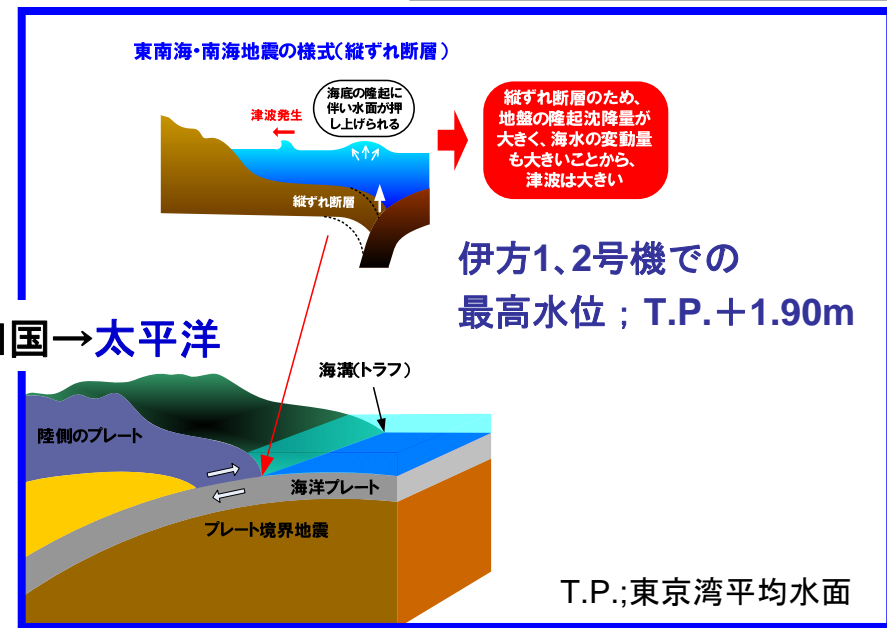 東南海・南海地震の様式(縦ずれ断層)
海底の隆起に
伴い水面が押
し上げられる
津波発生
縦ずれ断層
縦ずれ断層のため、
地盤の隆起沈降量が
大きく、海水の変動量
も大きいことから、
津波は大きい
伊方1、2号機での
最高水位;T.P.+1.90m
国→太平洋
海溝(トラフ)
陸側のプレート
海洋プレート
プレート境界地震
T.P.;東京湾平均水面